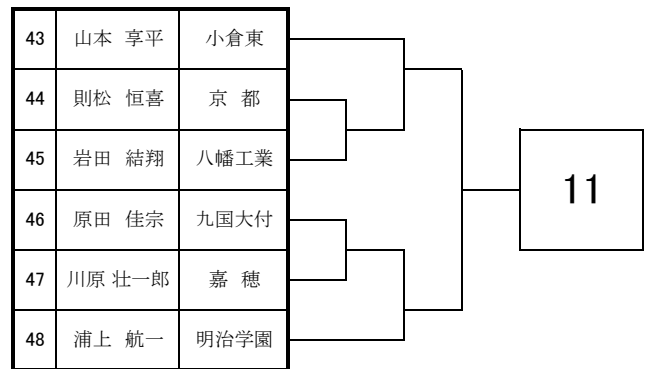 43 山本 享平 小倉東
44 則松 恒喜 京 都
45 岩田 結翔 八幡工業
46 原田 佳宗 九国大付
47 川原 壮一郎 嘉 穂
48 浦上 航一 明治学園
11